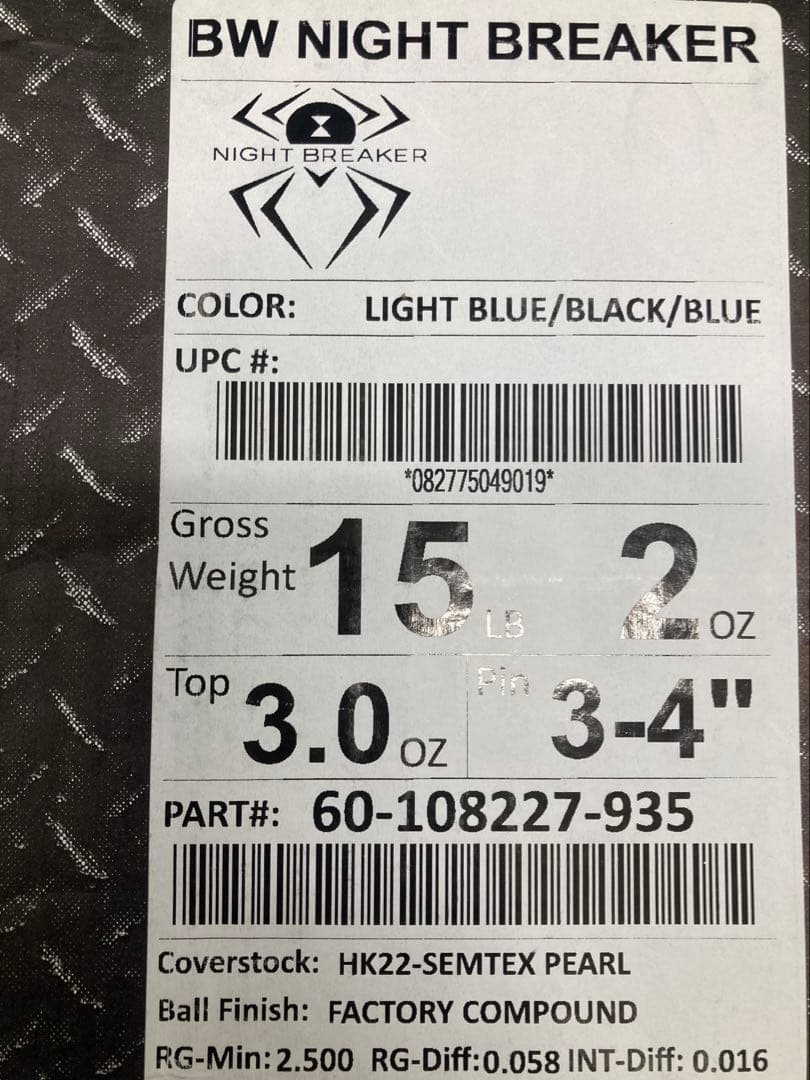 BW NIGHT BREAKER
NIGHT BREAKER
COLOR: LIGHT BLUE/BLACK/BLUE
UPC #:
*082775049019*
Gross Weight 15 LB 2 OZ
Top 3.0 OZ Pin 3-4"
PART#: 60-108227-935
Coverstock: HK22-SEMTEX PEARL
Ball Finish: FACTORY COMPOUND
RG-Min: 2.500 RG-Diff: 0.058 INT-Diff: 0.016